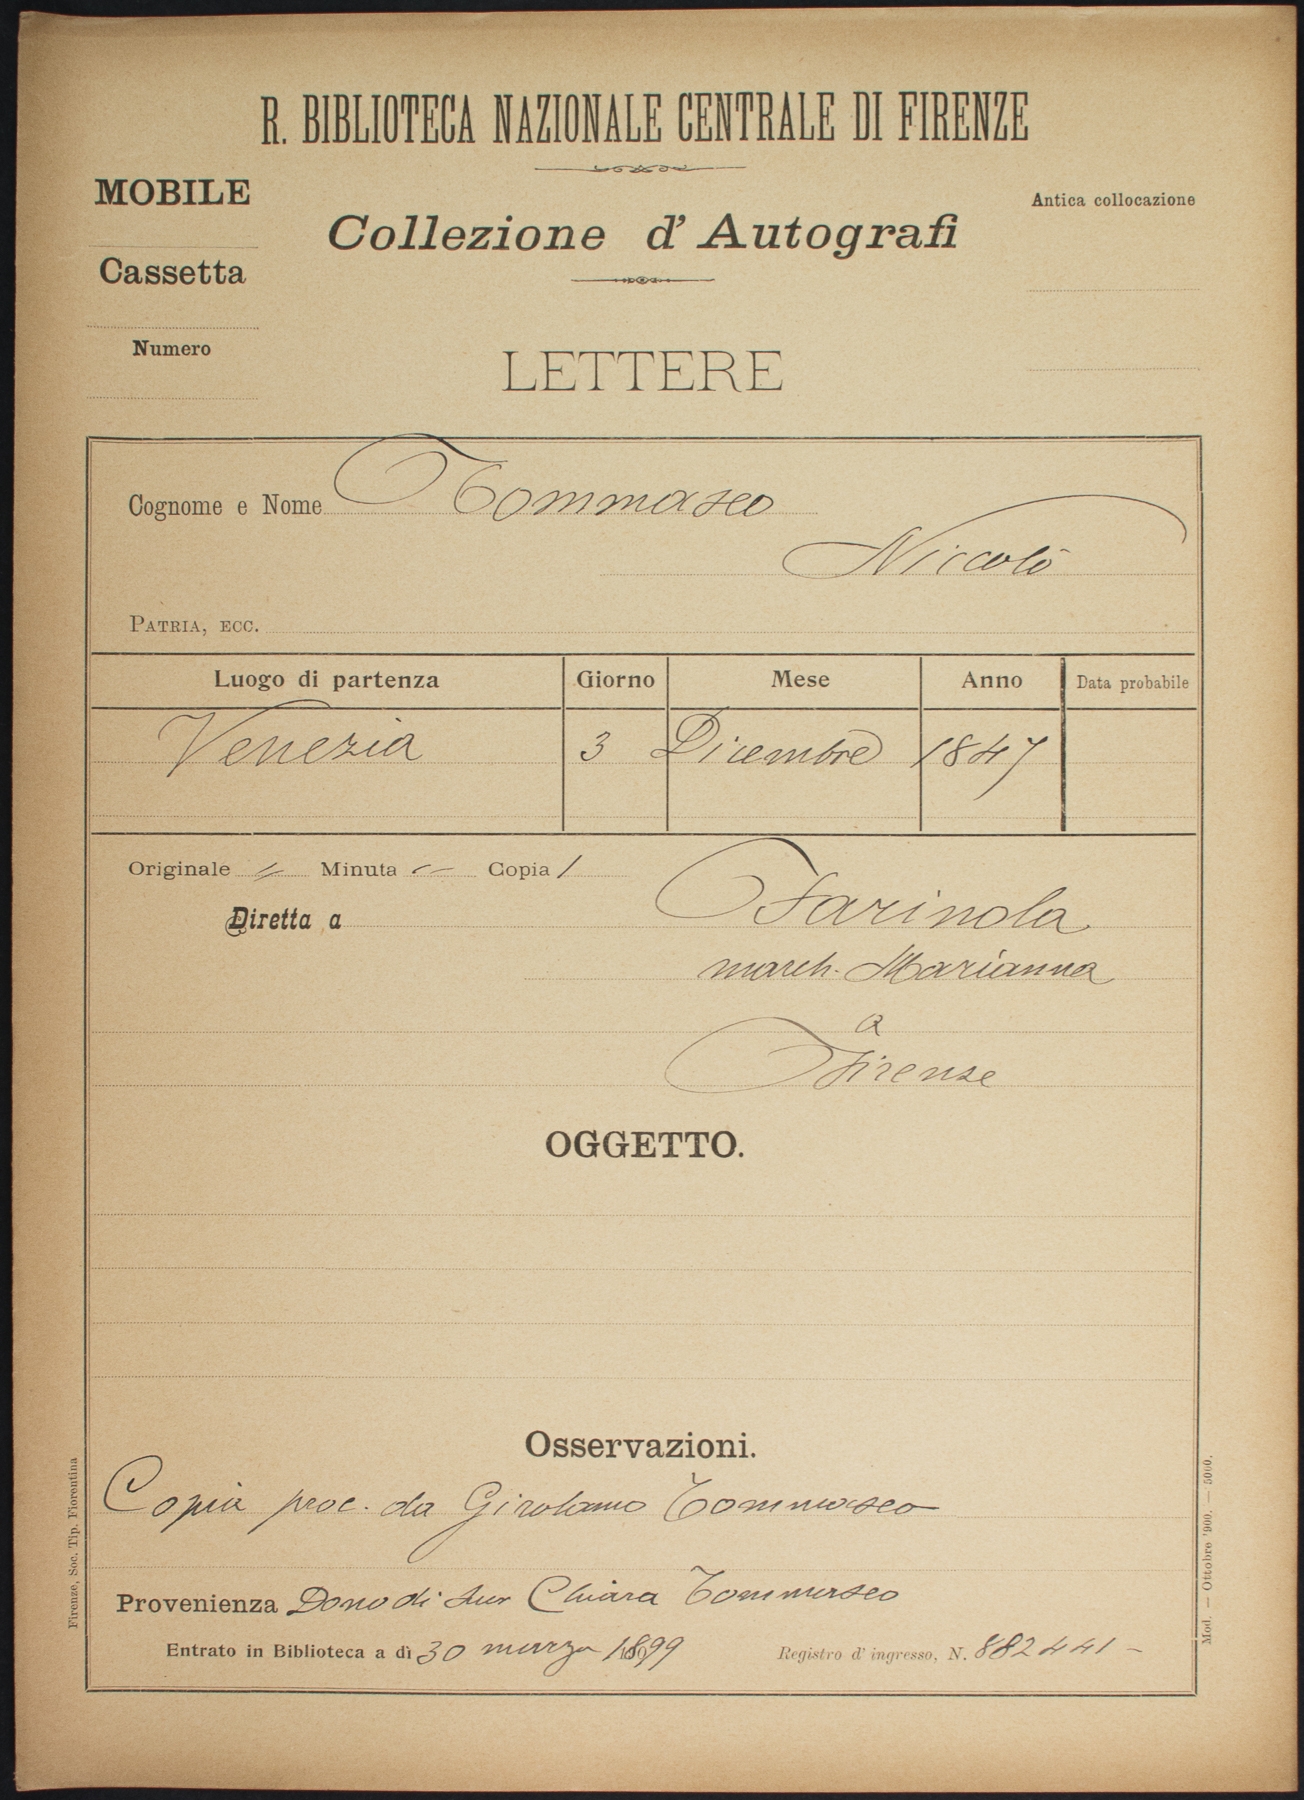 R. BIBLIOTECA NAZIONALE CENTRALE DI FIRENZE
MOBILE
Collezione d' Autografi
Antica collocazione
Cassetta
Numero
LETTERE
Cognome e Nome Tommaseo
Niccolò
PATRIA, ECC.
Luogo di partenza Giorno Mese Anno Data probabile
Venezia 3 Dicembre 1847
Originale Minuta Copia 1
Diretta a Farinola
march. Marianna
a
Firenze
OGGETTO.
Osservazioni.
Copia proc. da Girolamo Tommaseo
Provenienza Dono di Suor Chiara Tommaseo
Entrato in Biblioteca a dì 30 marzo 1899 Registro d' ingresso, N. 882441 -
Firenze, Soc. Tip. Fiorentina
Mod. — Ottobre '900. — 5000.